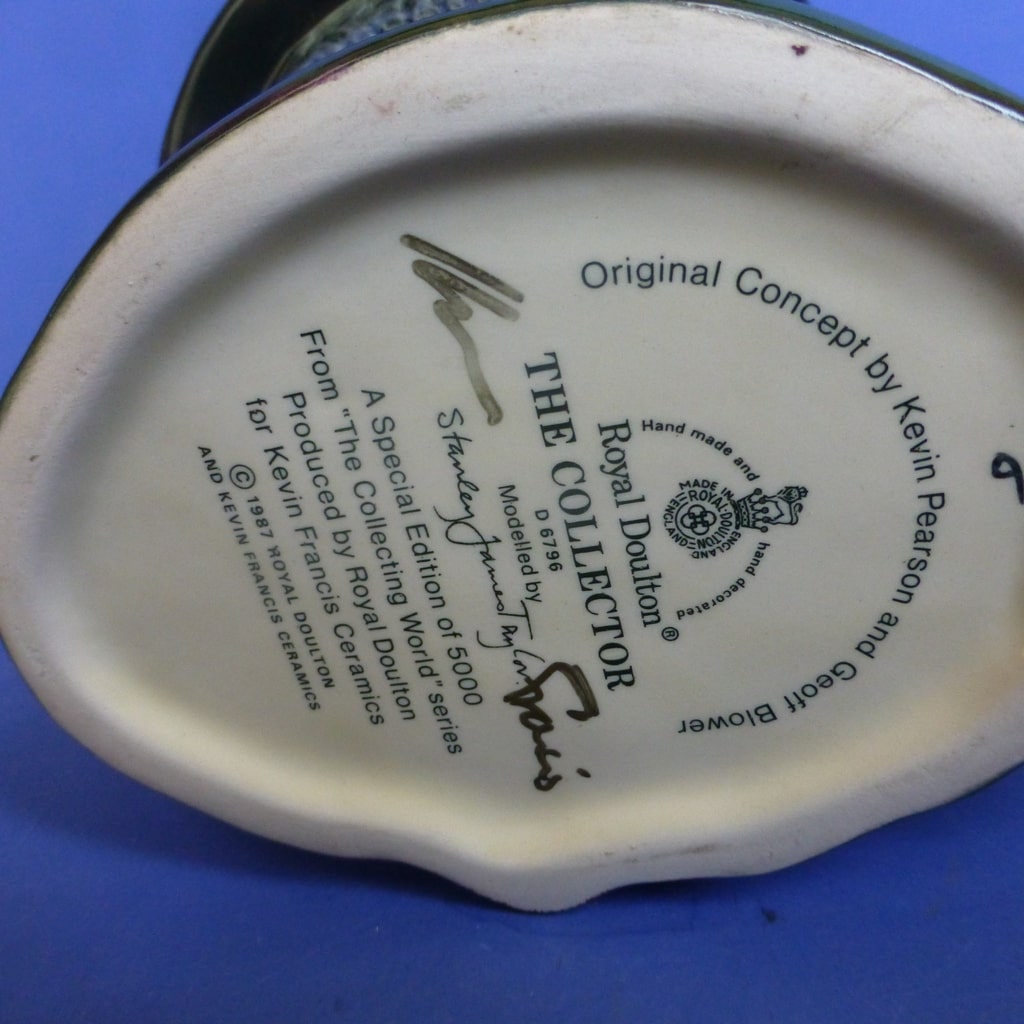 Original Concept by Kevin Pearson and Geoff Blower
Hand made and hand decorated
MADE IN ENGLAND
ROYAL·DOULTON
ENGLAND
Royal Doulton®
THE COLLECTOR
D 6796
Modelled by
Stanley James Taylor.
A Special Edition of 5000
From "The Collecting World" series
Produced by Royal Doulton
for Kevin Francis Ceramics
© 1987 ROYAL DOULTON
AND KEVIN FRANCIS CERAMICS